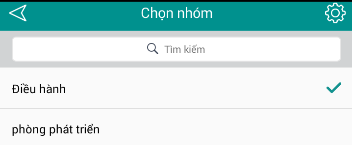 Chọn nhóm
Tìm kiếm
Điều hành
phòng phát triển